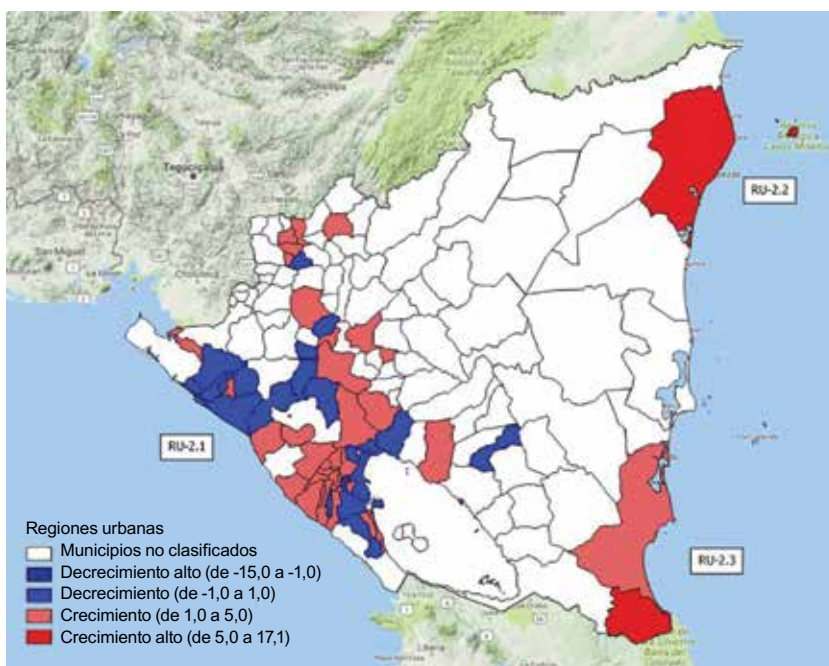 Tegucigalpa
San Miguel
RU-2.2
RU-2.1
RU-2.3
Liberia
Regiones urbanas
Municipios no clasificados
Decrecimiento alto (de -15,0 a -1,0)
Decrecimiento (de -1,0 a 1,0)
Crecimiento (de 1,0 a 5,0)
Crecimiento alto (de 5,0 a 17,1)